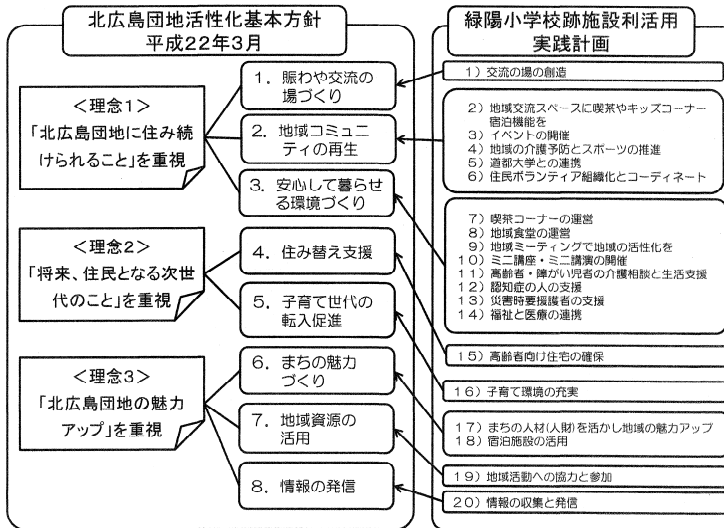 北広島団地活性化基本方針
平成22年3月
<理念1>
「北広島団地に住み続
けられること」を重視
<理念2>
「将来、住民となる次世
代のこと」を重視
<理念3>
「北広島団地の魅力
アップ」を重視
1．賑わや交流の
場づくり
2．地域コミュニ
ティの再生
3．安心して暮らせ
る環境づくり
4．住み替え支援
5．子育て世代の
転入促進
6．まちの魅力
づくり
7．地域資源の
活用
8．情報の発信
緑陽小学校跡施設利活用
実践計画
1）交流の場の創造
2）地域交流スペースに喫茶やキッズコーナー
宿泊機能を
3）イベントの開催
4）地域の介護予防とスポーツの推進
5）道都大学との連携
6）住民ボランティア組織化とコーディネート
7）喫茶コーナーの運営
8）地域食堂の運営
9）地域ミーティングで地域の活性化を
10）ミニ講座・ミニ講演の開催
11）高齢者・障がい児者の介護相談と生活支援
12）認知症の人の支援
13）災害時要援護者の支援
14）福祉と医療の連携
15）高齢者向け住宅の確保
16）子育て環境の充実
17）まちの人材（人財）を活かし地域の魅力アップ
18）宿泊施設の活用
19）地域活動への協力と参加
20）情報の収集と発信